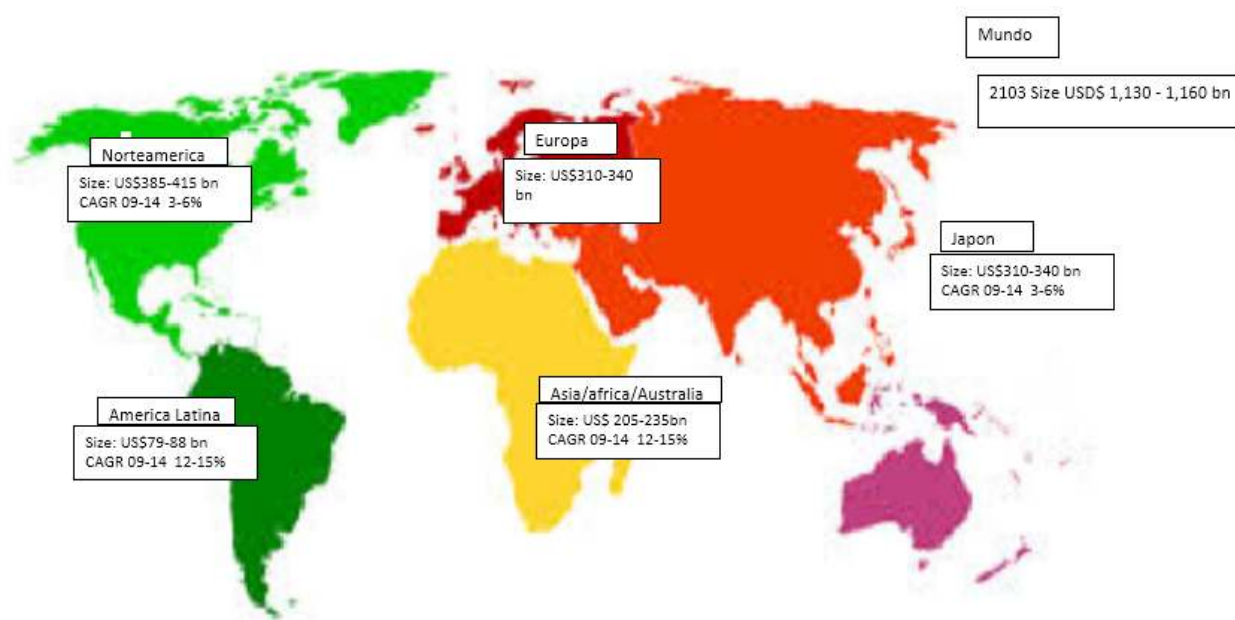 Mundo
2103 Size USD$ 1,130 - 1,160 bn
Norteamerica
Size: US$385-415 bn
CAGR 09-14 3-6%
Europa
Size: US$310-340
bn
Japon
Size: US$310-340 bn
CAGR 09-14 3-6%
America Latina
Size: US$79-88 bn
CAGR 09-14 12-15%
Asia/africa/Australia
Size: US$ 205-235bn
CAGR 09-14 12-15%